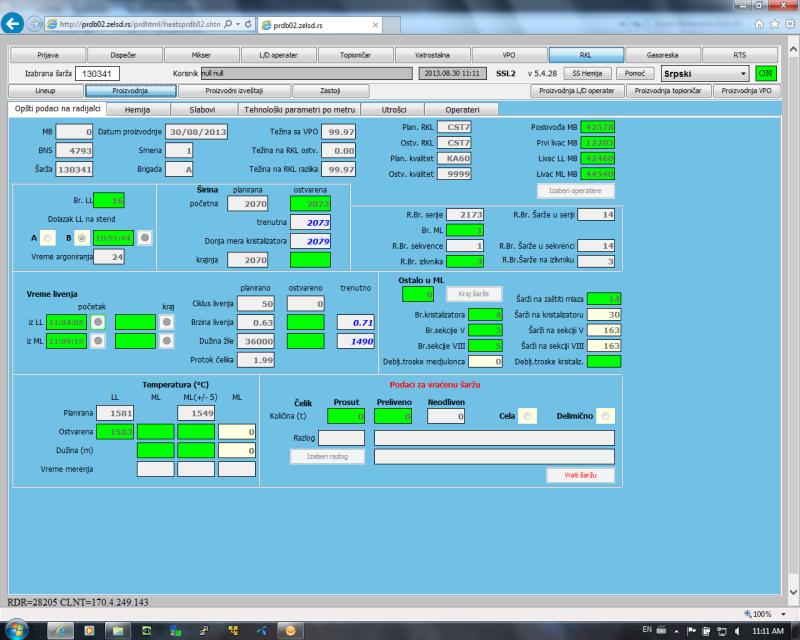 http://prdb02.zelsd.rs/prdhtml/heatsprdb02.shtm
prdb02.zelsd.rs
Prijava Dispečer Mikser L/D operater Topioničar Vatrostalna VPO RKL Gasoreska RTS
Izabrana šarža 130341 Korisnik null null 2013.08.30 11:11 SSL2 v 5.4.28 SS Hemija Pomoć Srpski ON
Lineup Proizvodnja Proizvodni izveštaji Zastoji Proizvodnja L/D operater Proizvodnja topioničar Proizvodnja VPO
Opšti podaci na radijalci Hemija Slabovi Tehnološki parametri po metru Utrošci Operateri
MB 0 Datum proizvodnje 30/08/2013 Težina sa VPO 99.97
BNS 4793 Smena 1 Težina na RKL ostv. 0.00
Šarža 130341 Brigada A Težina na RKL razlika 99.97
Plan. RKL CST7
Ostv. RKL CST7
Plan. kvalitet KA60
Ostv. kvalitet 9999
Poslovođa MB 42578
Prvi livac MB 12203
Livac LL MB 42460
Livac ML MB 44540
Izaberi operatere
Br. LL 16
Dolazak LL na stend
A B 10:51:44
Vreme argoniranja 24
Širina planirana ostvarena
početna 2070 2073
trenutna 2073
Donja mera kristalizatora 2079
krajnja 2070
R.Br. serije 2173 R.Br. Šarže u seriji 14
Br. ML 1
R.Br. sekvence 1 R.Br. Šarže u sekvenci 14
R.Br. izlivnika 3 R.Br.Šarže na izlivniku 3
Vreme livenja
početak kraj
iz LL 11:04:05
iz ML 11:09:15
planirano ostvareno trenutno
Ciklus livenja 50 0
Brzina livenja 0.63 0.71
Dužina žile 36000 1490
Protok čelika 1.99
Ostalo u ML
0 Kraj šarže
Br.kristalizatora 4
Br.sekcije V 3
Br.sekcije VIII 5
Deblj.troske medjulonca 0
Šarži na zaštiti mlaza 14
Šarži na kristalizatoru 30
Šarži na sekciji V 163
Šarži na sekciji VIII 163
Deblj.troske kristaliz.
Temperatura (°C)
LL ML ML(+/- 5) ML
Planirana 1581 1549
Ostvarena 1583 0
Dužina (m) 0
Vreme merenja
Podaci za vraćenu šaržu
Čelik Prosut Preliveno Neodliven
Količina (t) 0 0 0 Cela Delimično
Razlog
Izaberi razlog
Vrati šaržu
RDR=28205 CLNT=170.4.249.143
100%
EN 11:11 AM